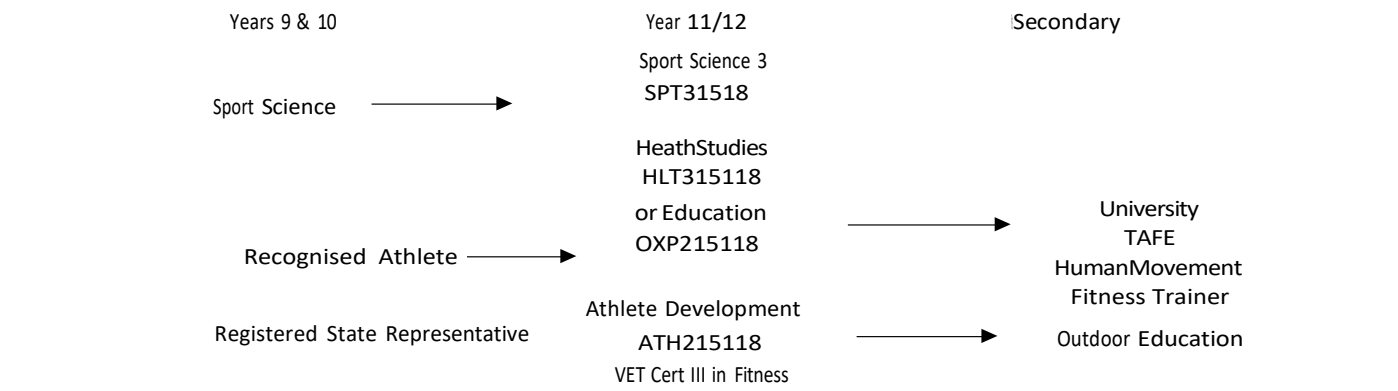 Years 9 & 10
Year 11/12
Secondary
Sport Science 3
SPT31518
Sport Science
HeathStudies
HLT315118
or Education
OXP215118
Recognised Athlete
University
TAFE
HumanMovement
Fitness Trainer
Athlete Development
Registered State Representative
ATH215118
Outdoor Education
VET Cert III in Fitness